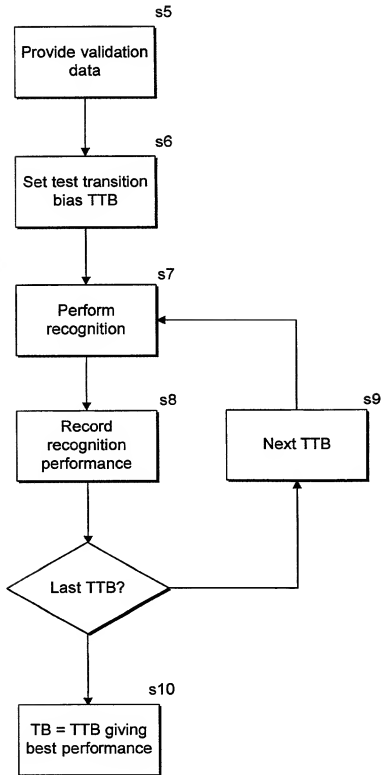 s5
Provide validation
data
s6
Set test transition
bias TTB
s7
Perform
recognition
s8
Record
recognition
performance
s9
Next TTB
Last TTB?
s10
TB = TTB giving
best performance